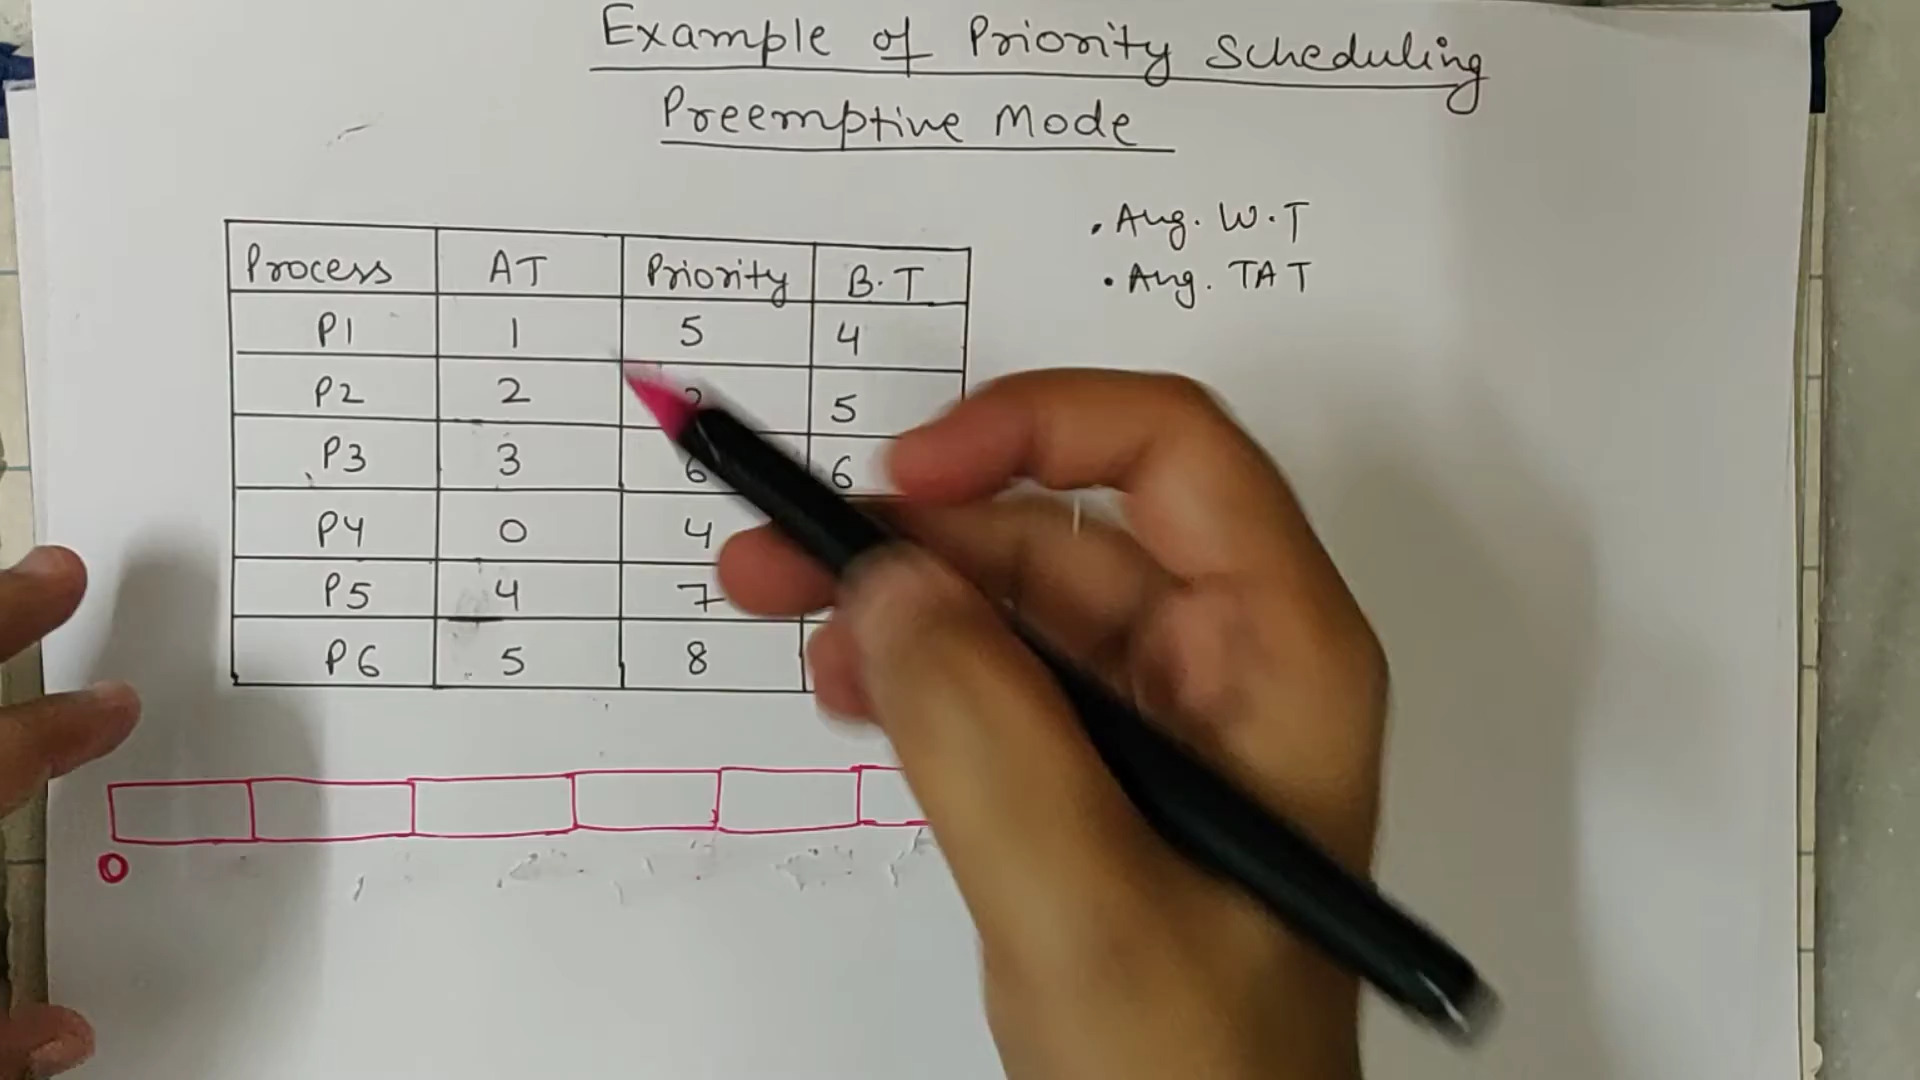 Example of Priority Scheduling
Preemptive Mode
. Avg. W.T
. Avg. TAT
Process AT Priority B.T
P1 1 5 4
P2 2 5
P3 3 6 6
P4 0 4
P5 4 7
P6 5 8
0